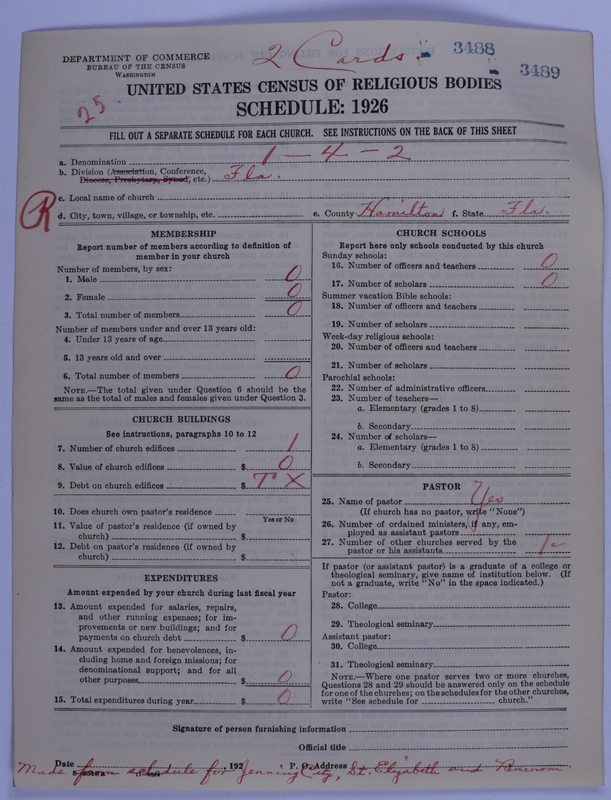 DEPARTMENT OF COMMERCE
BUREAU OF THE CENSUS
WASHINGTON
2 Cards.
3488
3489
25
UNITED STATES CENSUS OF RELIGIOUS BODIES
SCHEDULE: 1926
FILL OUT A SEPARATE SCHEDULE FOR EACH CHURCH. SEE INSTRUCTIONS ON THE BACK OF THIS SHEET
a. Denomination 1-4-2
b. Division (Association, Conference,
Diocese, Presbytery, Synod, etc.) Fla.
c. Local name of church
R
d. City, town, village, or township, etc. e. County Hamilton f. State Fla.
MEMBERSHIP
Report number of members according to definition of
member in your church
Number of members, by sex:
1. Male 0
2. Female 0
3. Total number of members 0
Number of members under and over 13 years old:
4. Under 13 years of age
5. 13 years old and over
6. Total number of members 0
NOTE.—The total given under Question 6 should be the
same as the total of males and females given under Question 3.
CHURCH BUILDINGS
See instructions, paragraphs 10 to 12
7. Number of church edifices 1
8. Value of church edifices $ 0
9. Debt on church edifices $ T X
10. Does church own pastor's residence
Yes or No
11. Value of pastor's residence (if owned by
church) $
12. Debt on pastor's residence (if owned by
church) $
EXPENDITURES
Amount expended by your church during last fiscal year
13. Amount expended for salaries, repairs,
and other running expenses; for im-
provements or new buildings; and for
payments on church debt $ 0
14. Amount expended for benevolences, in-
cluding home and foreign missions; for
denominational support; and for all
other purposes $ 0
15. Total expenditures during year $ 0
CHURCH SCHOOLS
Report here only schools conducted by this church
Sunday schools:
16. Number of officers and teachers 0
17. Number of scholars 0
Summer vacation Bible schools:
18. Number of officers and teachers
19. Number of scholars
Week-day religious schools:
20. Number of officers and teachers
21. Number of scholars
Parochial schools:
22. Number of administrative officers
23. Number of teachers—
a. Elementary (grades 1 to 8)
b. Secondary
24. Number of scholars—
a. Elementary (grades 1 to 8)
b. Secondary
PASTOR
25. Name of pastor Yes
(If church has no pastor, write "None")
26. Number of ordained ministers, if any, em-
ployed as assistant pastors
27. Number of other churches served by the
pastor or his assistants
If pastor (or assistant pastor) is a graduate of a college or
theological seminary, give name of institution below. (If
not a graduate, write "No" in the space indicated.)
Pastor:
28. College
29. Theological seminary
Assistant pastor:
30. College
31. Theological seminary
NOTE.—Where one pastor serves two or more churches,
Questions 28 and 29 should be answered only on the schedule
for one of the churches; on the schedules for the other churches,
write "See schedule for church."
Signature of person furnishing information
Official title
Date , 192 P. O. Address
Made from schedule for Jennings City, St. Elizabeth and